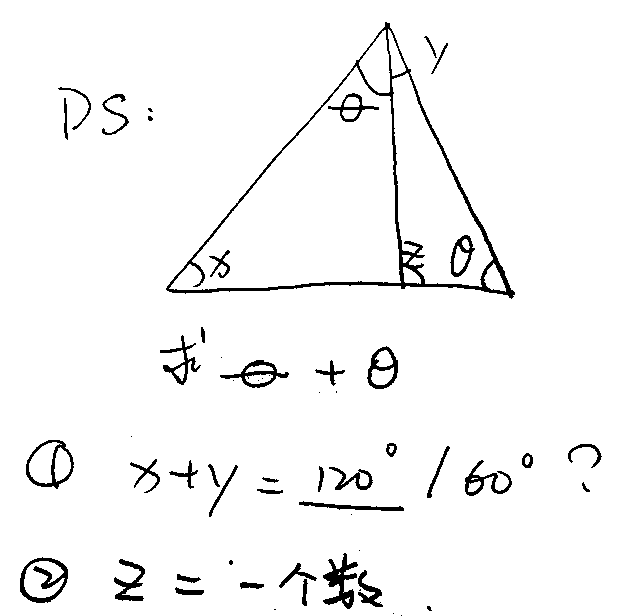 DS:
y
θ
x
z
θ
求 θ + θ
① x+y = 120° / 60° ?
② z = 一个数.